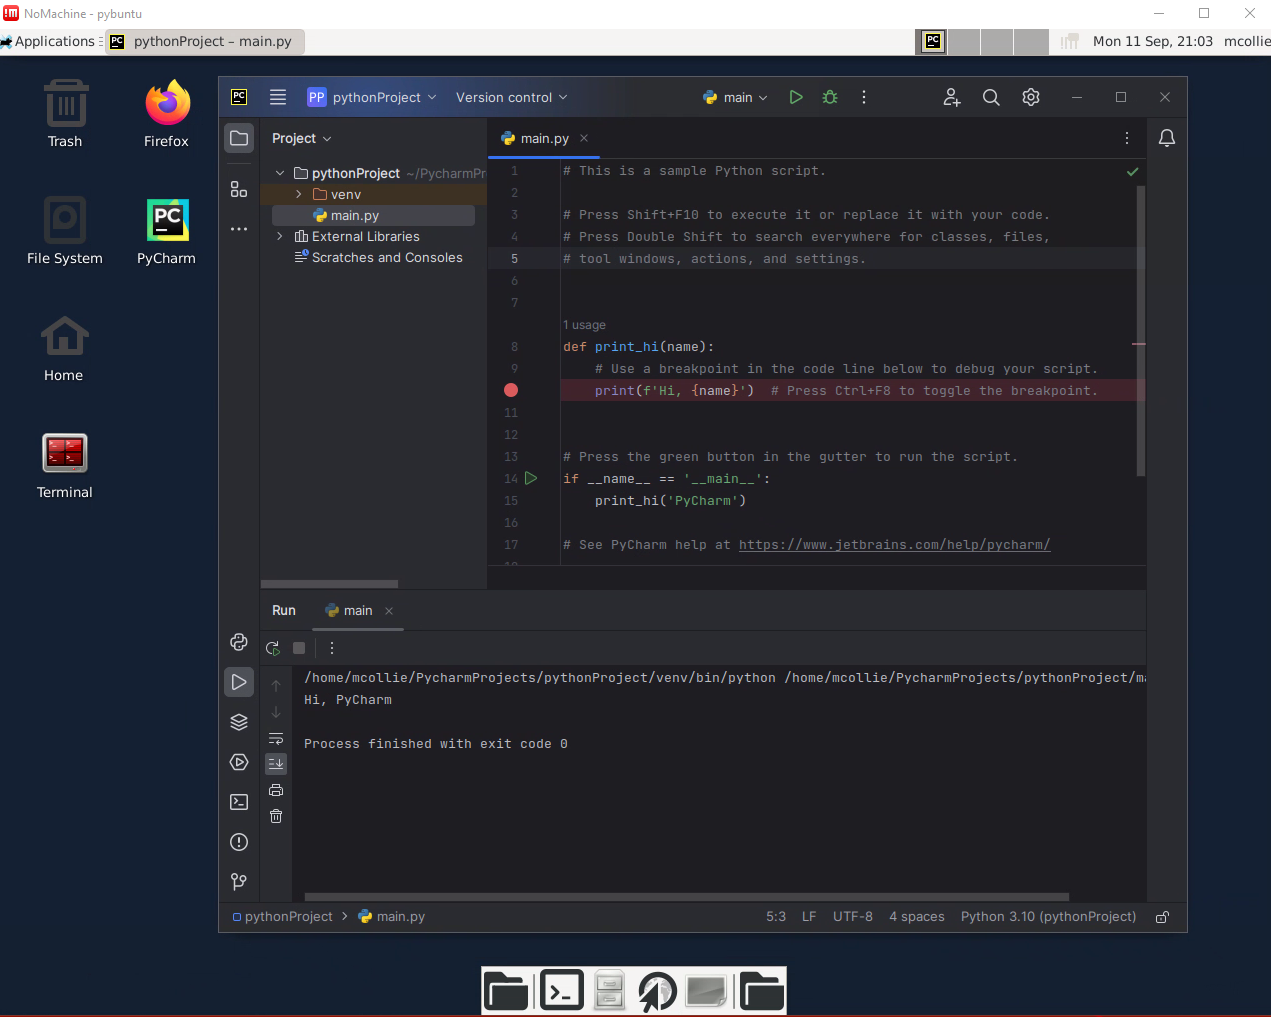 !M NoMachine - pybuntu
Applications PC pythonProject – main.py PC Mon 11 Sep, 21:03 mcollie
Trash
Firefox
File System
PC PyCharm
Home
Terminal
PC PP pythonProject Version control main
Project
pythonProject ~/PycharmPr
venv
main.py
External Libraries
Scratches and Consoles
main.py
1 # This is a sample Python script.
2
3 # Press Shift+F10 to execute it or replace it with your code.
4 # Press Double Shift to search everywhere for classes, files,
5 # tool windows, actions, and settings.
6
7
1 usage
8 def print_hi(name):
9 # Use a breakpoint in the code line below to debug your script.
print(f'Hi, {name}') # Press Ctrl+F8 to toggle the breakpoint.
11
12
13 # Press the green button in the gutter to run the script.
14 if __name__ == '__main__':
15 print_hi('PyCharm')
16
17 # See PyCharm help at https://www.jetbrains.com/help/pycharm/
Run main
/home/mcollie/PycharmProjects/pythonProject/venv/bin/python /home/mcollie/PycharmProjects/pythonProject/ma
Hi, PyCharm
Process finished with exit code 0
pythonProject > main.py 5:3 LF UTF-8 4 spaces Python 3.10 (pythonProject)